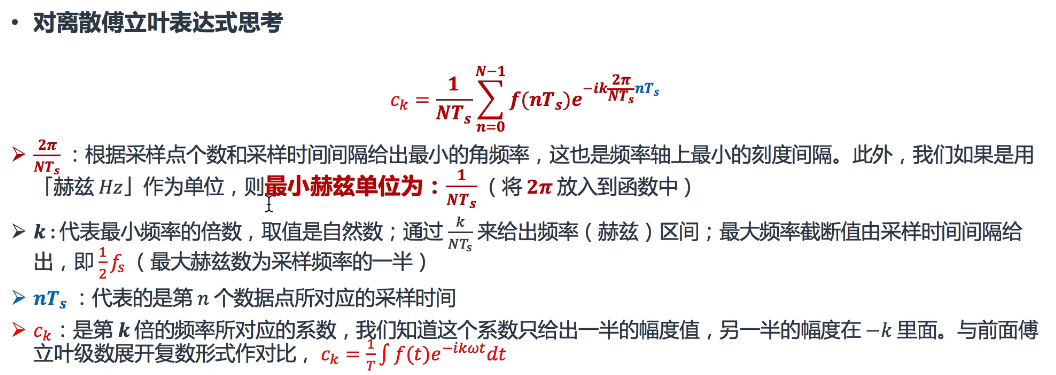 • 对离散傅立叶表达式思考
$c_k = \frac{1}{NT_s}\sum_{n=0}^{N-1} f(nT_s)e^{-ik\frac{2\pi}{NT_s}nT_s}$
➢ $\frac{2\pi}{NT_s}$：根据采样点个数和采样时间间隔给出最小的角频率，这也是频率轴上最小的刻度间隔。此外，我们如果是用
「赫兹 Hz」作为单位，则最小赫兹单位为：$\frac{1}{NT_s}$（将 2π 放入到函数中）
➢ k：代表最小频率的倍数，取值是自然数；通过 $\frac{k}{NT_s}$ 来给出频率（赫兹）区间；最大频率截断值由采样时间间隔给
出，即 $\frac{1}{2}f_s$（最大赫兹数为采样频率的一半）
➢ $nT_s$：代表的是第 n 个数据点所对应的采样时间
➢ $c_k$：是第 k 倍的频率所对应的系数，我们知道这个系数只给出一半的幅度值，另一半的幅度在 −k 里面。与前面傅
立叶级数展开复数形式作对比， $c_k = \frac{1}{T}\int f(t)e^{-ik\omega t}dt$